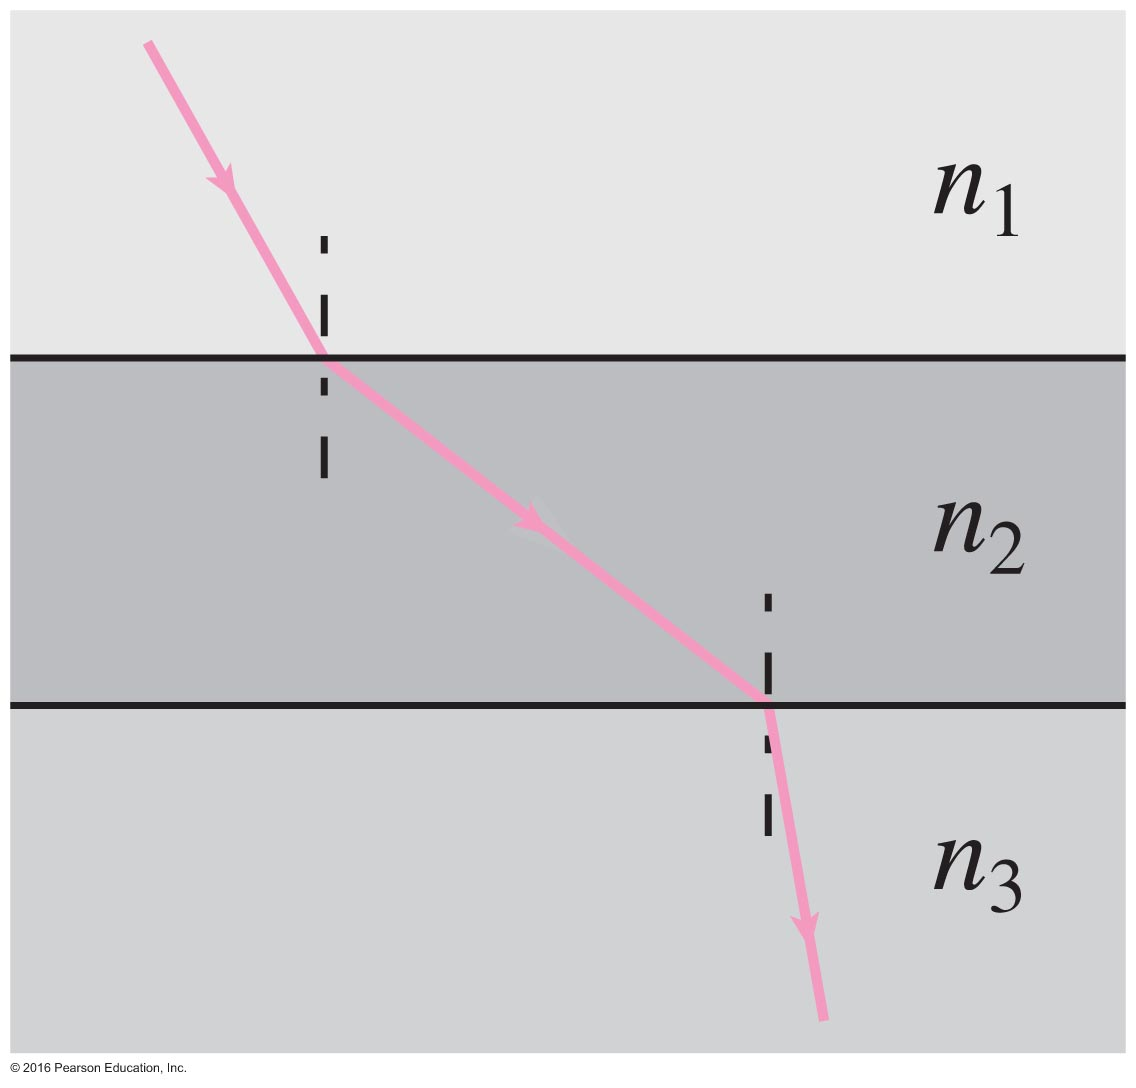 n₁
n₂
n₃
© 2016 Pearson Education, Inc.